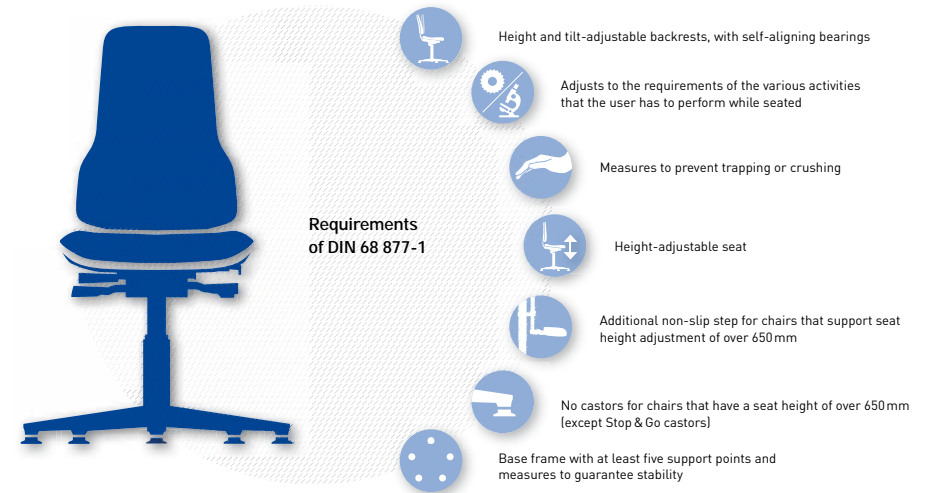 Height and tilt-adjustable backrests, with self-aligning bearings
Adjusts to the requirements of the various activities
that the user has to perform while seated
Measures to prevent trapping or crushing
Requirements
of DIN 68 877-1
Height-adjustable seat
Additional non-slip step for chairs that support seat
height adjustment of over 650 mm
No castors for chairs that have a seat height of over 650 mm
(except Stop & Go castors)
Base frame with at least five support points and
measures to guarantee stability